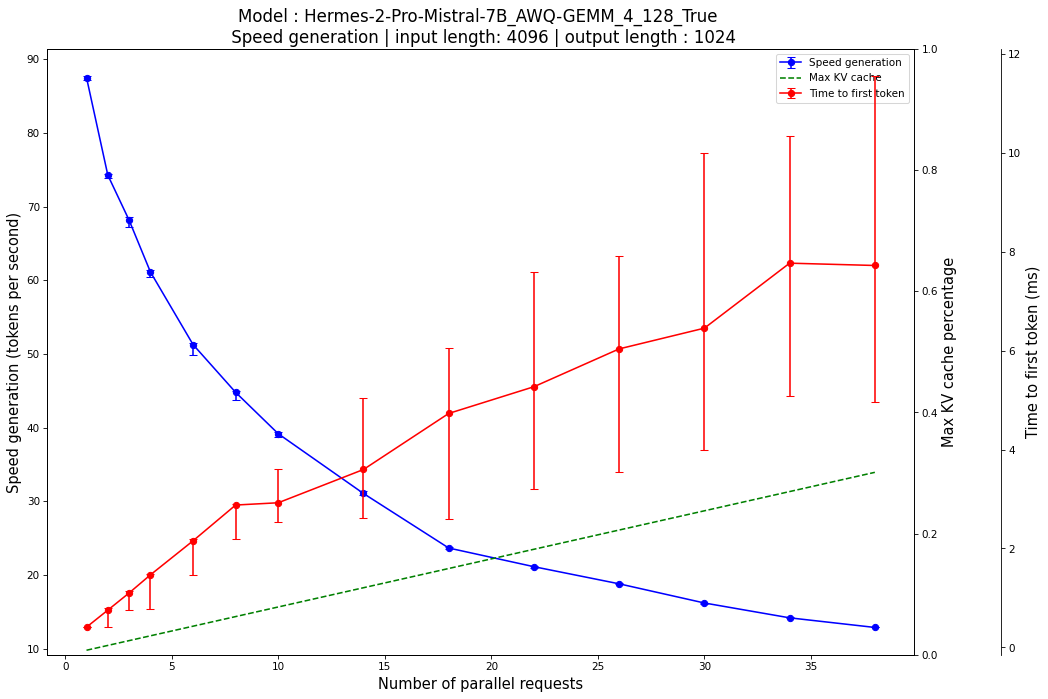 Model : Hermes-2-Pro-Mistral-7B_AWQ-GEMM_4_128_True
Speed generation | input length: 4096 | output length : 1024
Speed generation (tokens per second)
90
80
70
60
50
40
30
20
10
Speed generation
Max KV cache
Time to first token
1.0
0.8
0.6
0.4
0.2
0.0
Max KV cache percentage
12
10
8
6
4
2
0
Time to first token (ms)
0 5 10 15 20 25 30 35
Number of parallel requests